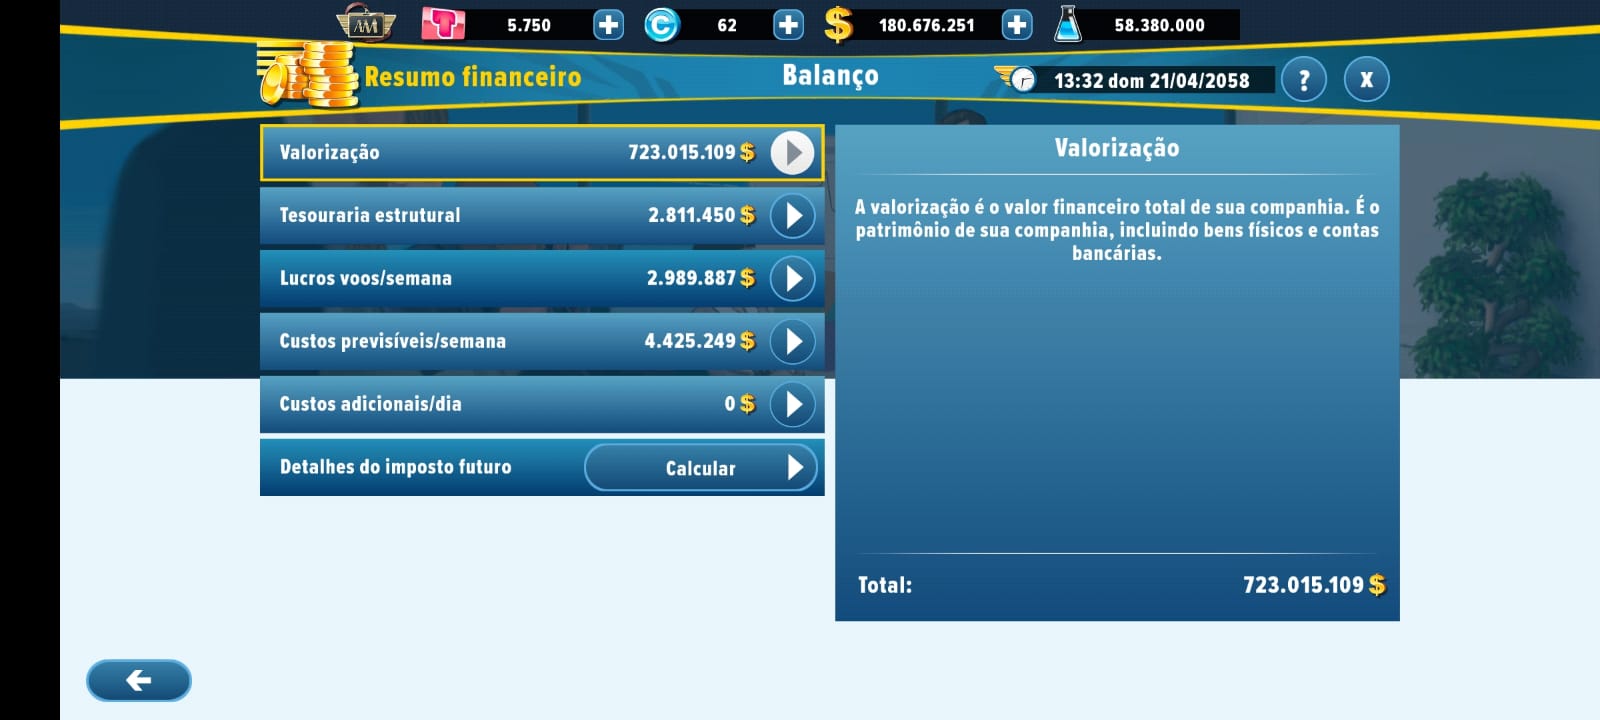 AM 5.750 62 180.676.251 58.380.000
Resumo financeiro
Balanço
13:32 dom 21/04/2058 ? X
Valorização 723.015.109 $
Tesouraria estrutural 2.811.450 $
Lucros voos/semana 2.989.887 $
Custos previsíveis/semana 4.425.249 $
Custos adicionais/dia 0 $
Detalhes do imposto futuro Calcular
Valorização
A valorização é o valor financeiro total de sua companhia. É o
patrimônio de sua companhia, incluindo bens físicos e contas
bancárias.
Total: 723.015.109 $